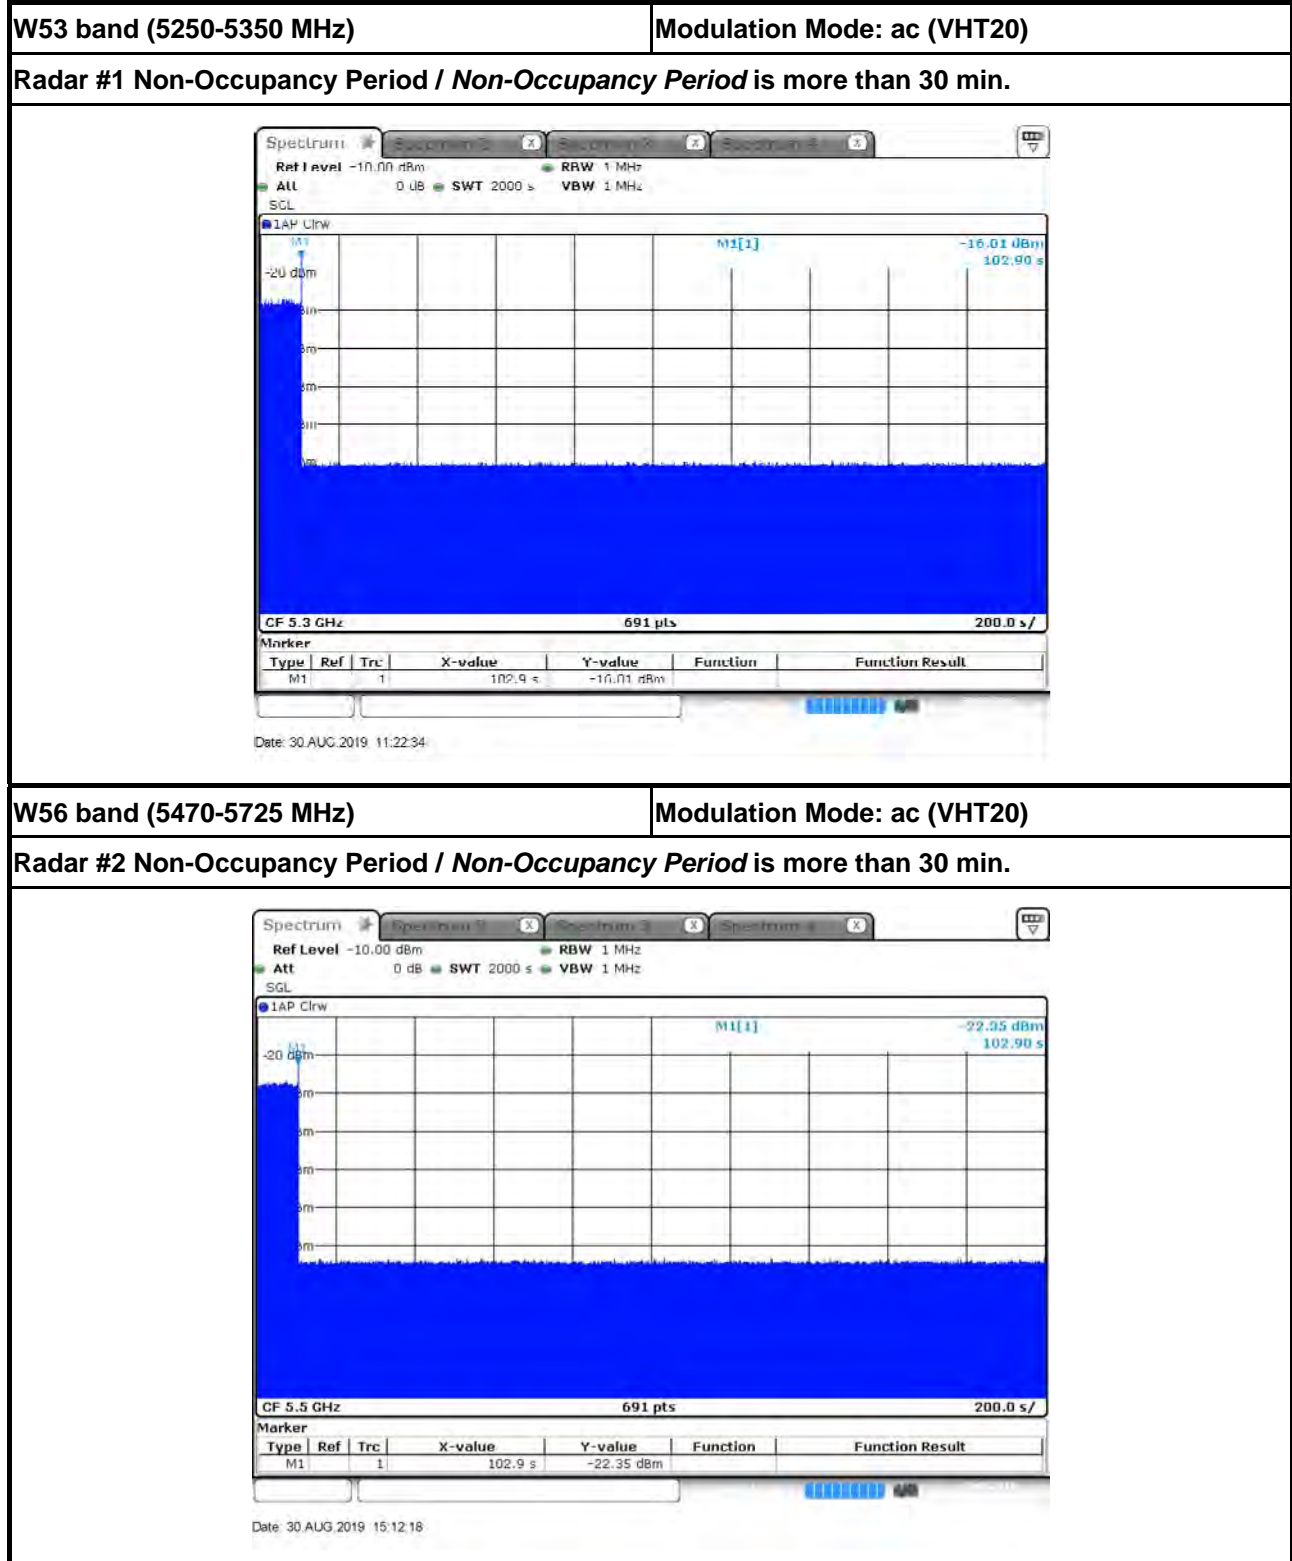 W53 band (5250-5350 MHz) Modulation Mode: ac (VHT20)
Radar #1 Non-Occupancy Period / Non-Occupancy Period is more than 30 min.
Spectrum
Ref Level -10.00 dBm RBW 1 MHz
Att 0 dB SWT 2000 s VBW 1 MHz
SGL
1AP Clrw
M1 M1[1] -16.01 dBm
102.90 s
-20 dBm
CF 5.3 GHz 691 pts 200.0 s/
Marker
Type Ref Trc X-value Y-value Function Function Result
M1 1 102.9 s -16.01 dBm
Date: 30.AUG.2019 11:22:34
W56 band (5470-5725 MHz) Modulation Mode: ac (VHT20)
Radar #2 Non-Occupancy Period / Non-Occupancy Period is more than 30 min.
Spectrum Spectrum 2 X Spectrum 3 X Spectrum 4 X
Ref Level -10.00 dBm RBW 1 MHz
Att 0 dB SWT 2000 s VBW 1 MHz
SGL
1AP Clrw
M1[1] -22.35 dBm
102.90 s
M1
-20 dBm
CF 5.5 GHz 691 pts 200.0 s/
Marker
Type Ref Trc X-value Y-value Function Function Result
M1 1 102.9 s -22.35 dBm
Date: 30.AUG.2019 15:12:18